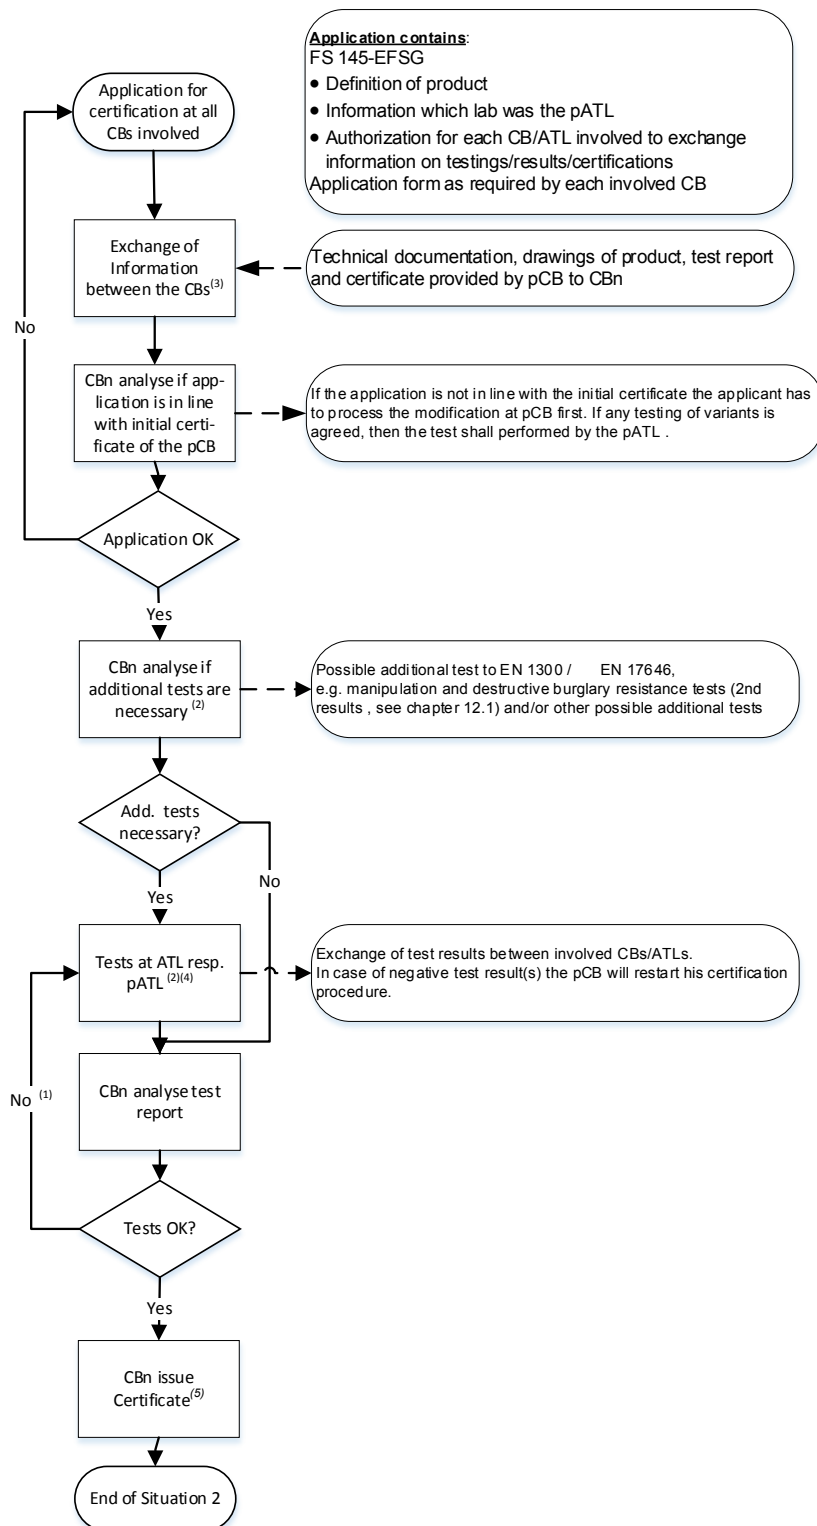 Application contains:
FS 145-EFSG
• Definition of product
• Information which lab was the pATL
• Authorization for each CB/ATL involved to exchange
information on testings/results/certifications
Application form as required by each involved CB
Application for
certification at all
CBs involved
Exchange of
Information
between the CBs(3)
Technical documentation, drawings of product, test report
and certificate provided by pCB to CBn
No
CBn analyse if app-
lication is in line
with initial certi-
ficate of the pCB
If the application is not in line with the initial certificate the applicant has
to process the modification at pCB first. If any testing of variants is
agreed, then the test shall performed by the pATL .
Application OK
Yes
CBn analyse if
additional tests are
necessary (2)
Possible additional test to EN 1300 / EN 17646,
e.g. manipulation and destructive burglary resistance tests (2nd
results , see chapter 12.1) and/or other possible additional tests
Add. tests
necessary?
No
Yes
Tests at ATL resp.
pATL (2)(4)
Exchange of test results between involved CBs/ATLs.
In case of negative test result(s) the pCB will restart his certification
procedure.
No (1)
CBn analyse test
report
Tests OK?
Yes
CBn issue
Certificate(5)
End of Situation 2